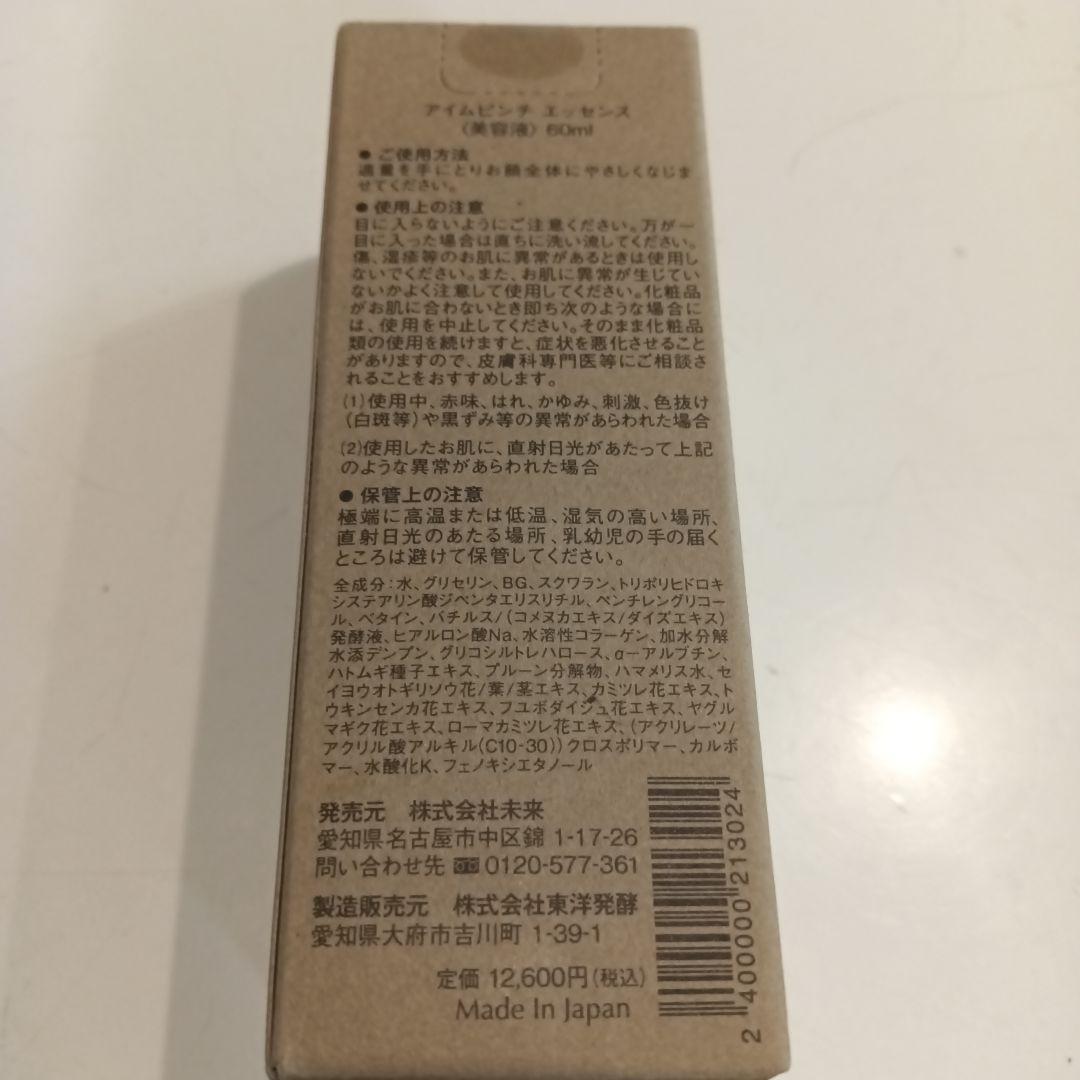 アイムピンチ エッセンス
〈美容液〉 60ml
● ご使用方法
適量を手にとりお顔全体にやさしくなじま
せてください。
● 使用上の注意
目に入らないようにご注意ください。万が一
目に入った場合は直ちに洗い流してください。
傷、湿疹等のお肌に異常があるときは使用し
ないでください。また、お肌に異常が生じてい
ないかよく注意して使用してください。化粧品
がお肌に合わないとき即ち次のような場合に
は、使用を中止してください。そのまま化粧品
類の使用を続けますと、症状を悪化させること
がありますので、皮膚科専門医等にご相談さ
れることをおすすめします。
(1)使用中、赤味、はれ、かゆみ、刺激、色抜け
(白斑等)や黒ずみ等の異常があらわれた場合
(2)使用したお肌に、直射日光があたって上記
のような異常があらわれた場合
● 保管上の注意
極端に高温または低温、湿気の高い場所、
直射日光のあたる場所、乳幼児の手の届く
ところは避けて保管してください。
全成分：水、グリセリン、BG、スクワラン、トリポリヒドロキ
システアリン酸ジペンタエリスリチル、ペンチレングリコー
ル、ベタイン、バチルス/(コメヌカエキス/ダイズエキス)
発酵液、ヒアルロン酸Na、水溶性コラーゲン、加水分解
水添デンプン、グリコシルトレハロース、α－アルブチン、
ハトムギ種子エキス、プルーン分解物、ハマメリス水、セ
イヨウオトギリソウ花/葉/茎エキス、カミツレ花エキス、ト
ウキンセンカ花エキス、フユボダイジュ花エキス、ヤグル
マギク花エキス、ローマカミツレ花エキス、(アクリレーツ/
アクリル酸アルキル(C10-30))クロスポリマー、カルボ
マー、水酸化K、フェノキシエタノール
発売元 株式会社未来
愛知県名古屋市中区錦 1-17-26
問い合わせ先 0120-577-361
製造販売元 株式会社東洋発酵
愛知県大府市吉川町 1-39-1
定価 12,600円(税込)
Made In Japan
2 400000 213024